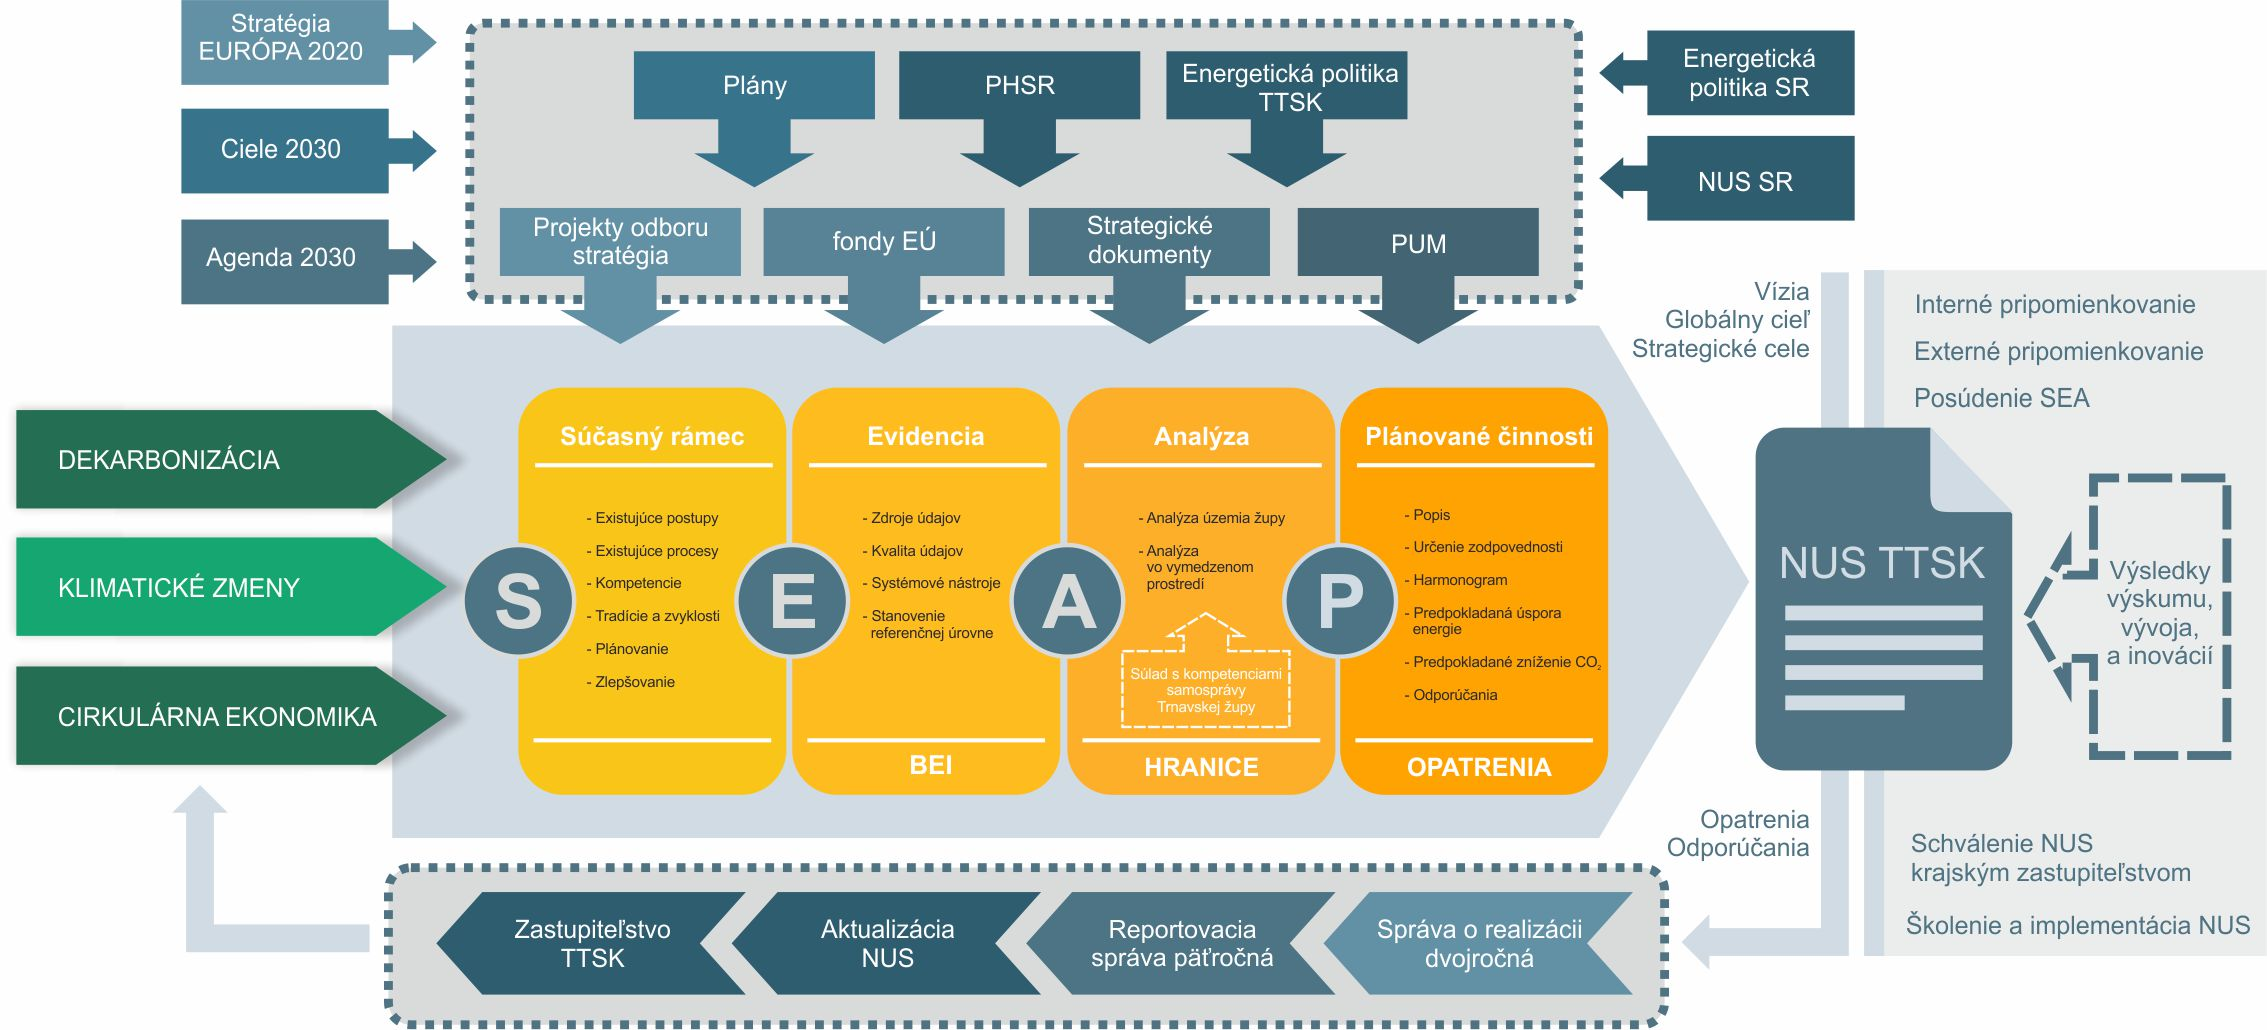 Stratégia
EURÓPA 2020
Ciele 2030
Agenda 2030
Plány
PHSR
Energetická politika
TTSK
Projekty odboru
stratégia
fondy EÚ
Strategické
dokumenty
PUM
Energetická
politika SR
NUS SR
DEKARBONIZÁCIA
KLIMATICKÉ ZMENY
CIRKULÁRNA EKONOMIKA
S
Súčasný rámec
- Existujúce postupy
- Existujúce procesy
- Kompetencie
- Tradície a zvyklosti
- Plánovanie
- Zlepšovanie
E
Evidencia
- Zdroje údajov
- Kvalita údajov
- Systémové nástroje
- Stanovenie
referenčnej úrovne
BEI
A
Analýza
- Analýza územia župy
- Analýza
vo vymedzenom
prostredí
Súlad s kompetenciami
samosprávy
Trnavskej župy
HRANICE
P
Plánované činnosti
- Popis
- Určenie zodpovednosti
- Harmonogram
- Predpokladaná úspora
energie
- Predpokladané zníženie CO₂
- Odporúčania
OPATRENIA
Vízia
Globálny cieľ
Strategické cele
Interné pripomienkovanie
Externé pripomienkovanie
Posúdenie SEA
NUS TTSK
Výsledky
výskumu,
vývoja,
a inovácií
Opatrenia
Odporúčania
Schválenie NUS
krajským zastupiteľstvom
Školenie a implementácia NUS
Zastupiteľstvo
TTSK
Aktualizácia
NUS
Reportovacia
správa päťročná
Správa o realizácii
dvojročná